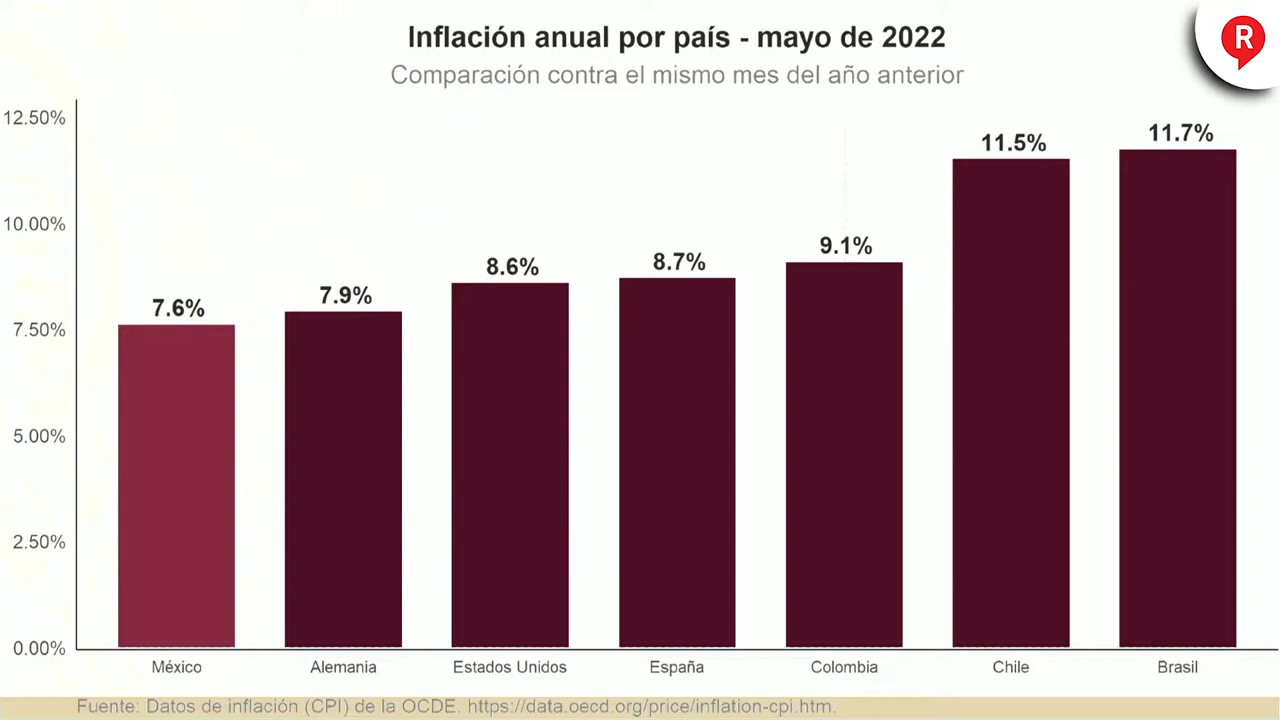 Inflación anual por país - mayo de 2022
R
Comparación contra el mismo mes del año anterior
12.50%
10.00%
7.50%
5.00%
2.50%
0.00%
7.6%
7.9%
8.6%
8.7%
9.1%
11.5%
11.7%
México
Alemania
Estados Unidos
España
Colombia
Chile
Brasil
Fuente: Datos de inflación (CPI) de la OCDE. https://data.oecd.org/price/inflation-cpi.htm.